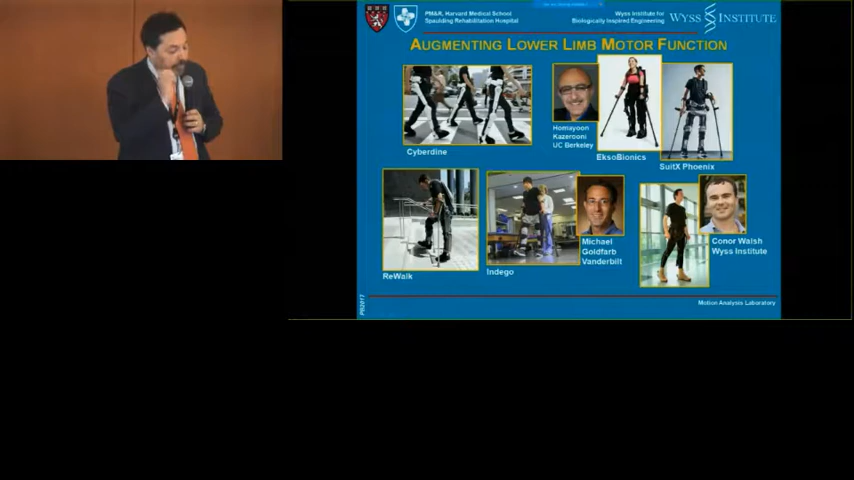 PM&R, Harvard Medical School
Spaulding Rehabilitation Hospital
Wyss Institute for
Biologically Inspired Engineering
WYSS INSTITUTE
AUGMENTING LOWER LIMB MOTOR FUNCTION
Cyberdine
Homayoon
Kazerooni
UC Berkeley
EksoBionics
SuitX Phoenix
ReWalk
Indego
Michael
Goldfarb
Vanderbilt
Conor Walsh
Wyss Institute
PB2017
Motion Analysis Laboratory